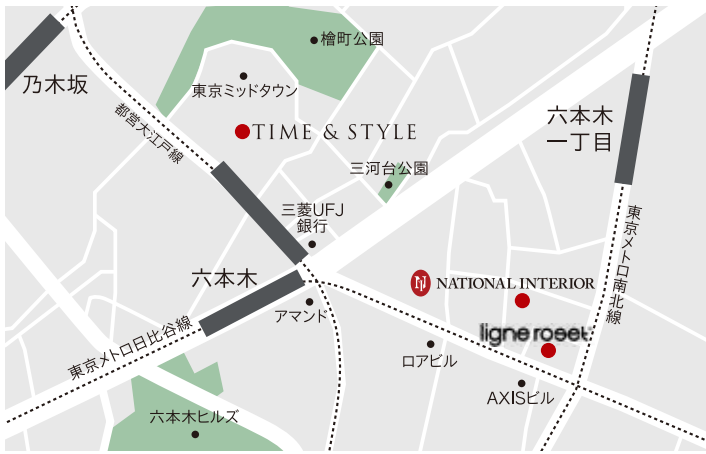 檜町公園
乃木坂
東京ミッドタウン
都営大江戸線
TIME & STYLE
六本木
一丁目
三河台公園
三菱UFJ
銀行
東京メトロ南北線
六本木
NATIONAL INTERIOR
アマンド
ligne roset
東京メトロ日比谷線
ロアビル
AXISビル
六本木ヒルズ